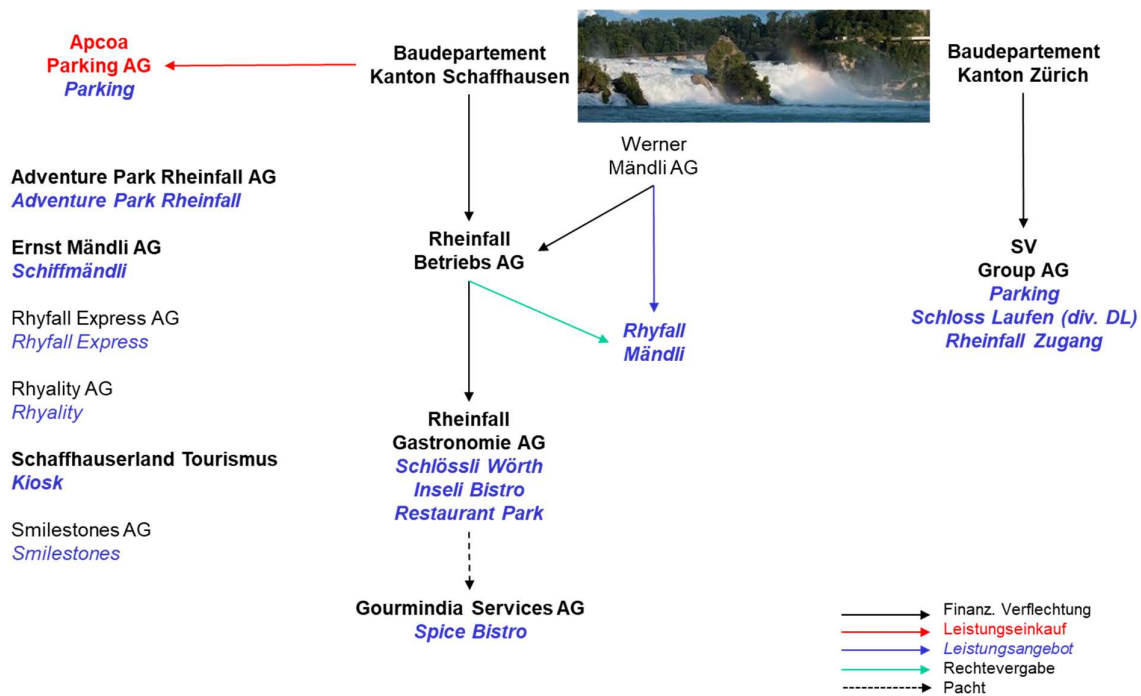 Apcoa
Parking AG
Parking
Baudepartement
Kanton Schaffhausen
Baudepartement
Kanton Zürich
Werner
Mändli AG
Adventure Park Rheinfall AG
Adventure Park Rheinfall
Ernst Mändli AG
Schiffmändli
Rhyfall Express AG
Rhyfall Express
Rhyality AG
Rhyality
Schaffhauserland Tourismus
Kiosk
Smilestones AG
Smilestones
Rheinfall
Betriebs AG
Rhyfall
Mändli
SV
Group AG
Parking
Schloss Laufen (div. DL)
Rheinfall Zugang
Rheinfall
Gastronomie AG
Schlössli Wörth
Inseli Bistro
Restaurant Park
Gourmindia Services AG
Spice Bistro
Finanz. Verflechtung
Leistungseinkauf
Leistungsangebot
Rechtevergabe
Pacht